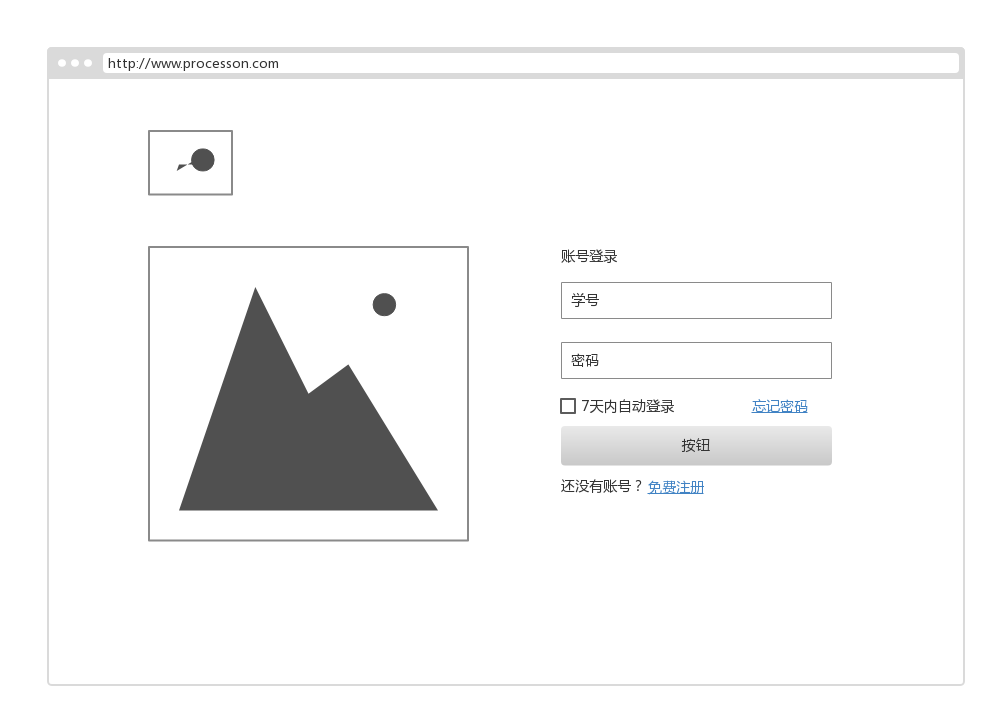 http://www.processon.com
账号登录
学号
密码
7天内自动登录 忘记密码
按钮
还没有账号？ 免费注册